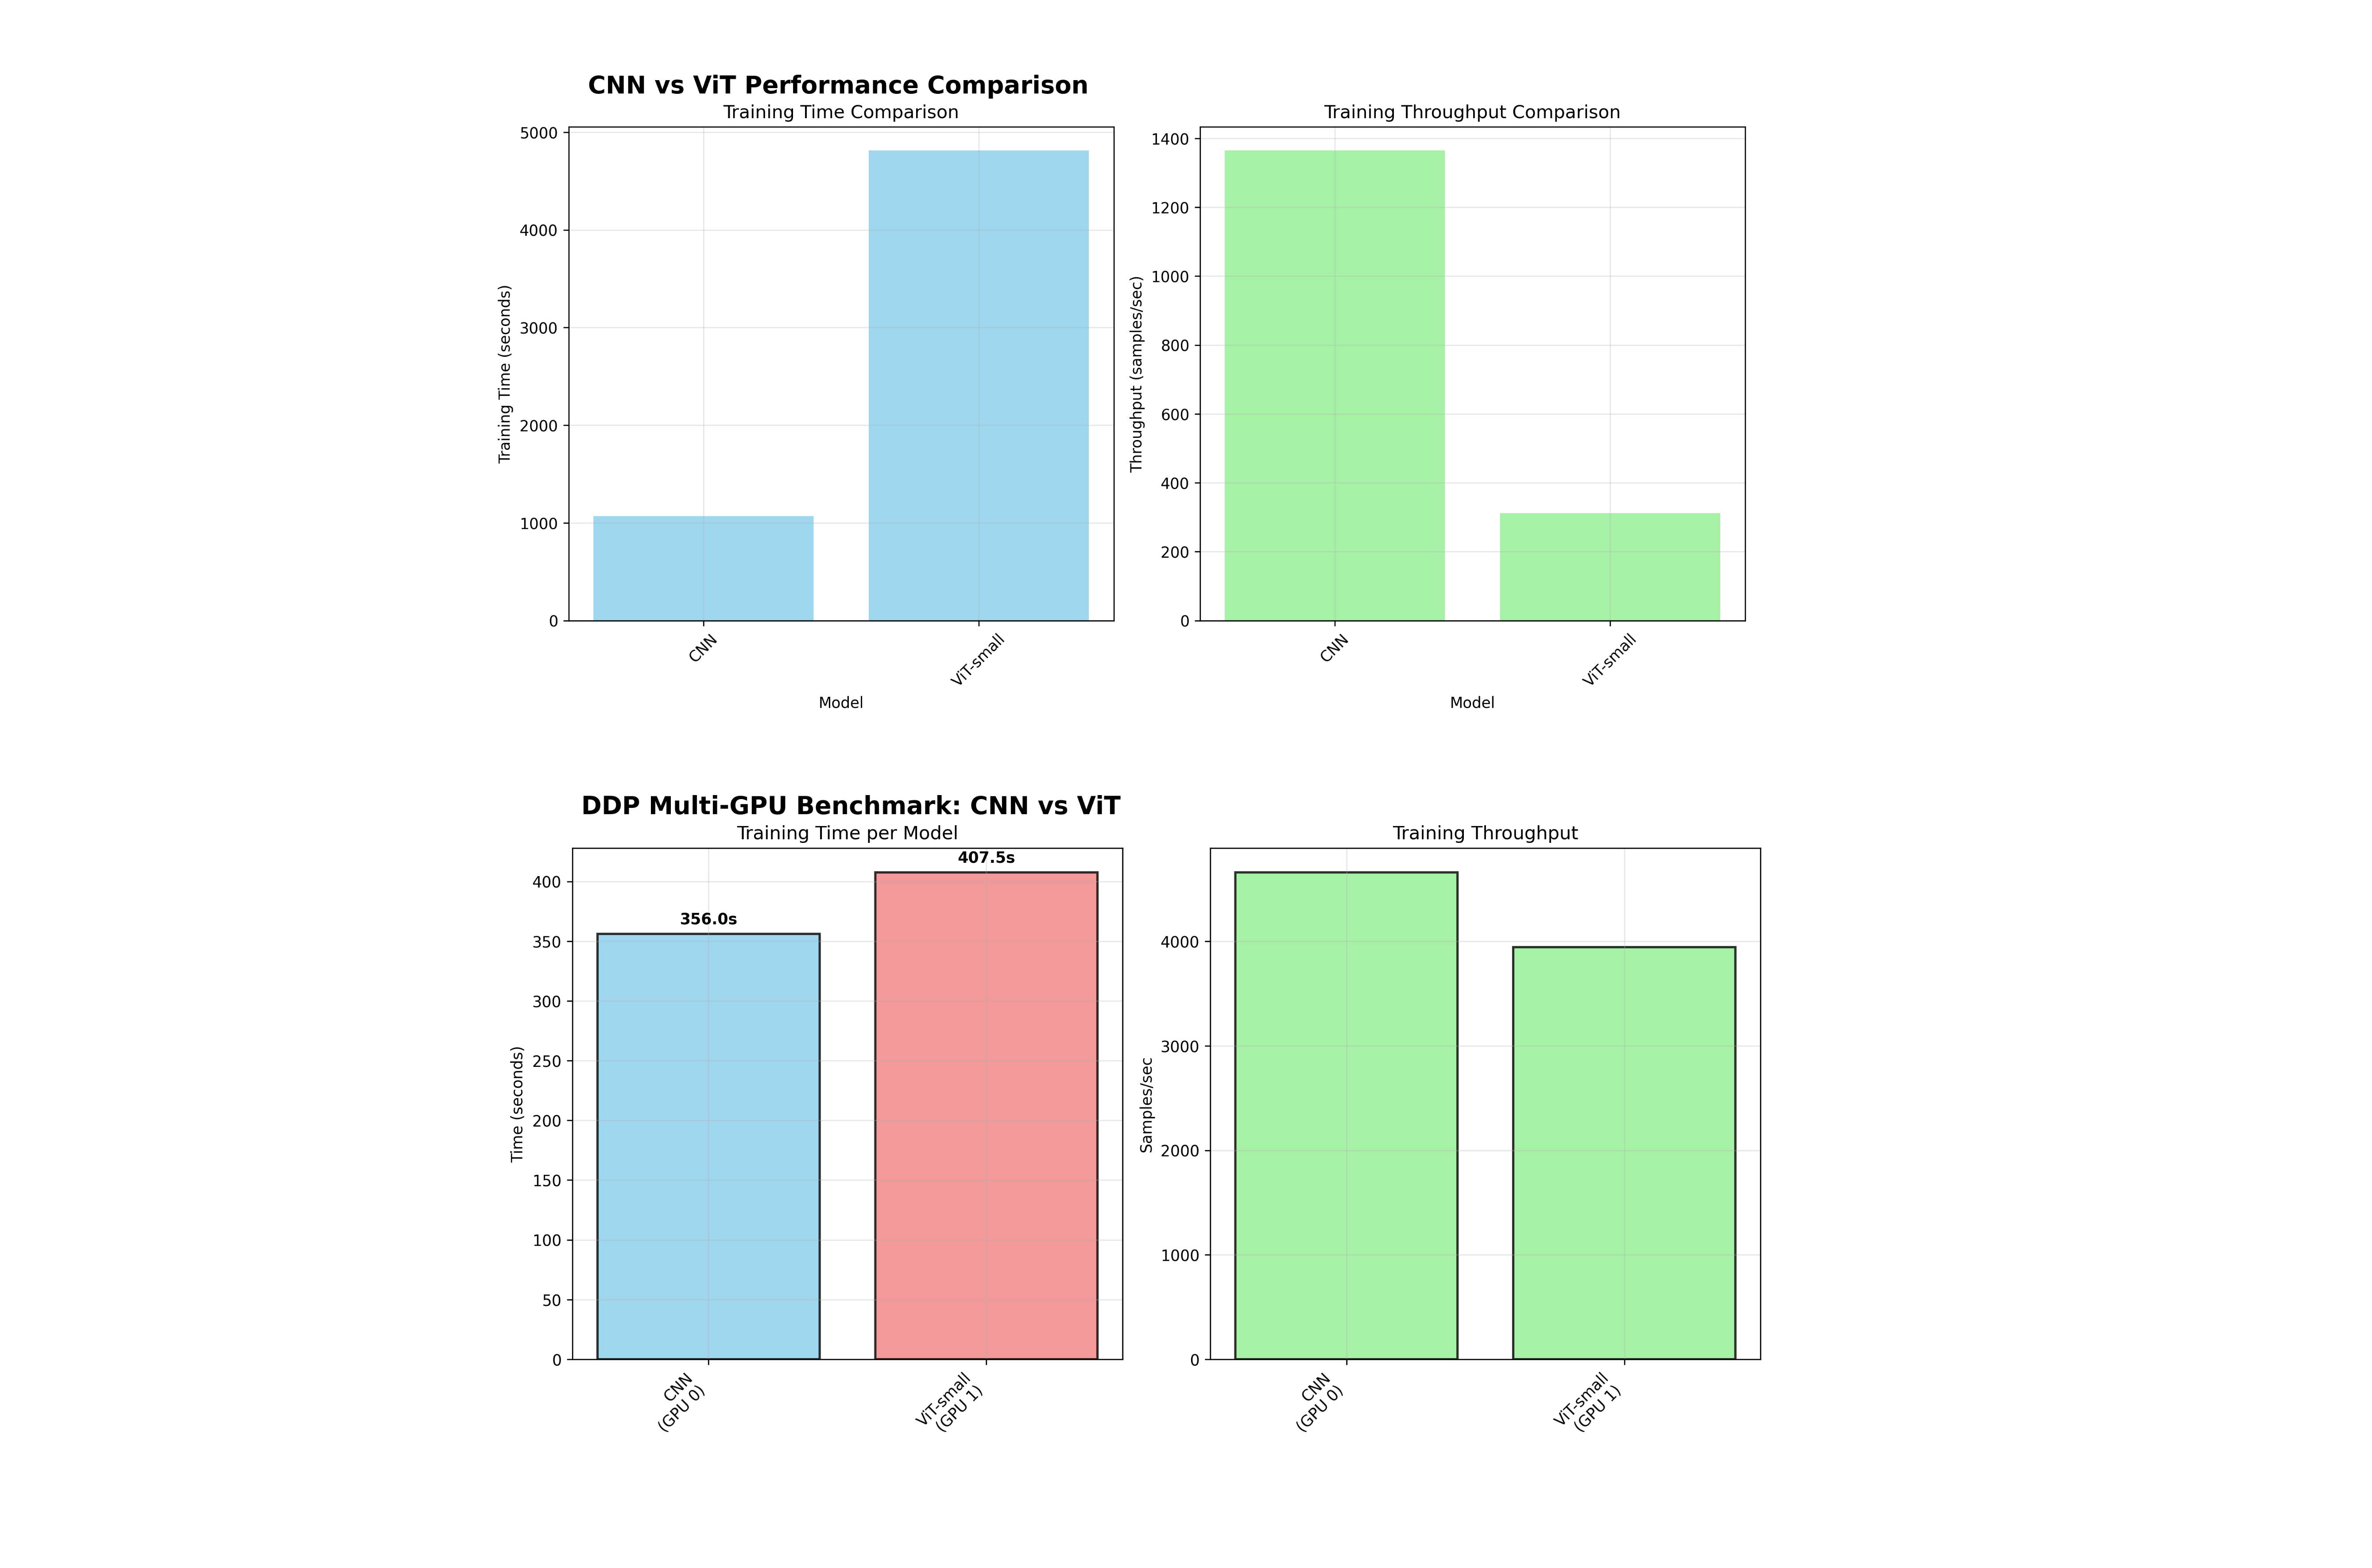 CNN vs ViT Performance Comparison
Training Time Comparison
Training Time (seconds)
5000
4000
3000
2000
1000
0
CNN
ViT-small
Model
Training Throughput Comparison
Throughput (samples/sec)
1400
1200
1000
800
600
400
200
0
CNN
ViT-small
Model
DDP Multi-GPU Benchmark: CNN vs ViT
Training Time per Model
Time (seconds)
400
350
300
250
200
150
100
50
0
356.0s
407.5s
CNN
(GPU 0)
ViT-small
(GPU 1)
Training Throughput
Samples/sec
4000
3000
2000
1000
0
CNN
(GPU 0)
ViT-small
(GPU 1)